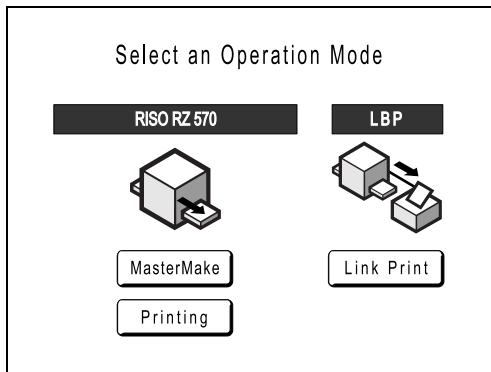 Select an Operation Mode
RISO RZ 570
LBP
MasterMake
Link Print
Printing